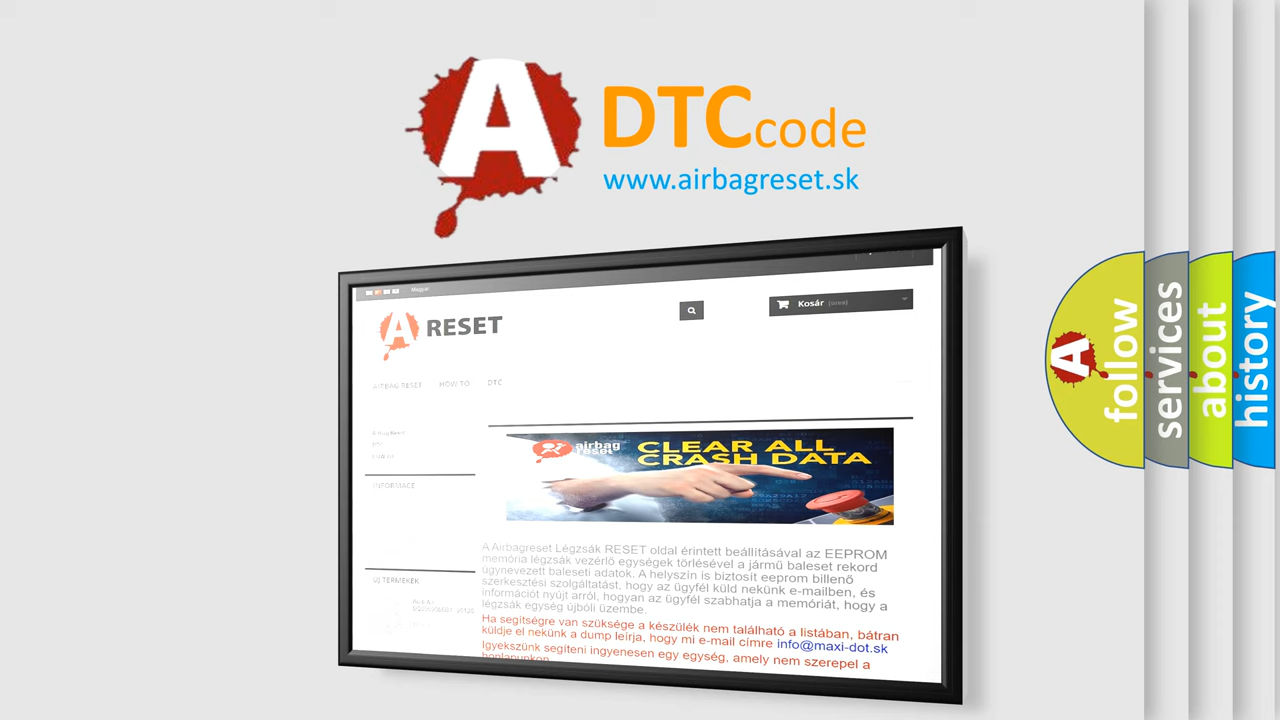 A
DTCcode
www.airbagreset.sk
Magyar
A RESET
Kosár (üres)
AIRBAG RESET HOW TO DTC
INFORMACE
ÚJ TERMÉKEK
airbag
reset
CLEAR ALL
CRASH DATA
A Airbagreset Légzsák RESET oldal érintett beállításával az EEPROM
memória légzsák vezérlő egységek törlésével a jármű baleset rekord
úgynevezett baleseti adatok. A helyszín is biztosít eeprom billenő
szerkesztési szolgáltatást, hogy az ügyfél küld nekünk e-mailben, és
információt nyújt arról, hogyan az ügyfél szabhatja a memóriát, hogy a
légzsák egység újbóli üzembe.
Ha segítségre van szüksége a készülék nem található a listában, bátran
küldje el nekünk a dump leírja, hogy mi e-mail címre info@maxi-dot.sk
Igyekszünk segíteni ingyenesen egy egység, amely nem szerepel a
honlapunkon
A
follow
services
about
history